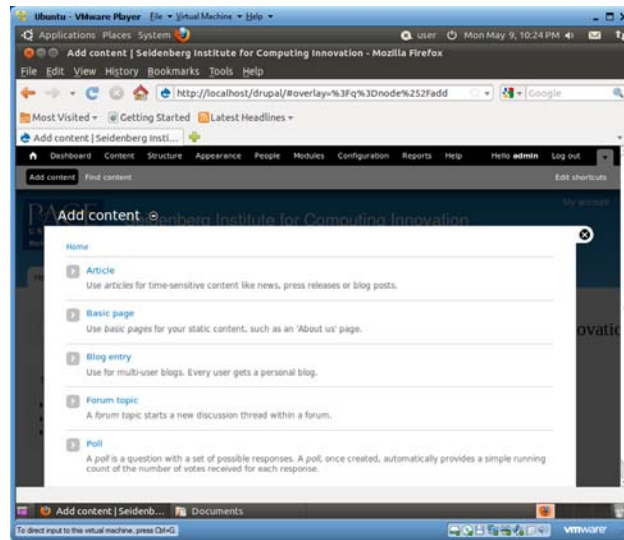 Ubuntu - VMware Player File Virtual Machine Help
Applications Places System user Mon May 9, 10:24 PM
Add content | Seidenberg Institute for Computing Innovation - Mozilla Firefox
File Edit View History Bookmarks Tools Help
http://localhost/drupal/#overlay=%3Fq%3Dnode%252Fadd Google
Most Visited Getting Started Latest Headlines
Add content | Seidenberg Insti...
Dashboard Content Structure Appearance People Modules Configuration Reports Help Hello admin Log out
Add content Find content Edit shortcuts
My account
PACE Seidenberg Institute for Computing Innovation
Add content
Home
Article
Use articles for time-sensitive content like news, press releases or blog posts.
Basic page
Use basic pages for your static content, such as an 'About us' page.
Blog entry
Use for multi-user blogs. Every user gets a personal blog.
Forum topic
A forum topic starts a new discussion thread within a forum.
Poll
A poll is a question with a set of possible responses. A poll, once created, automatically provides a simple running
count of the number of votes received for each response.
Add content | Seidenb... Documents
To direct input to this virtual machine, press Ctrl+G. vmware